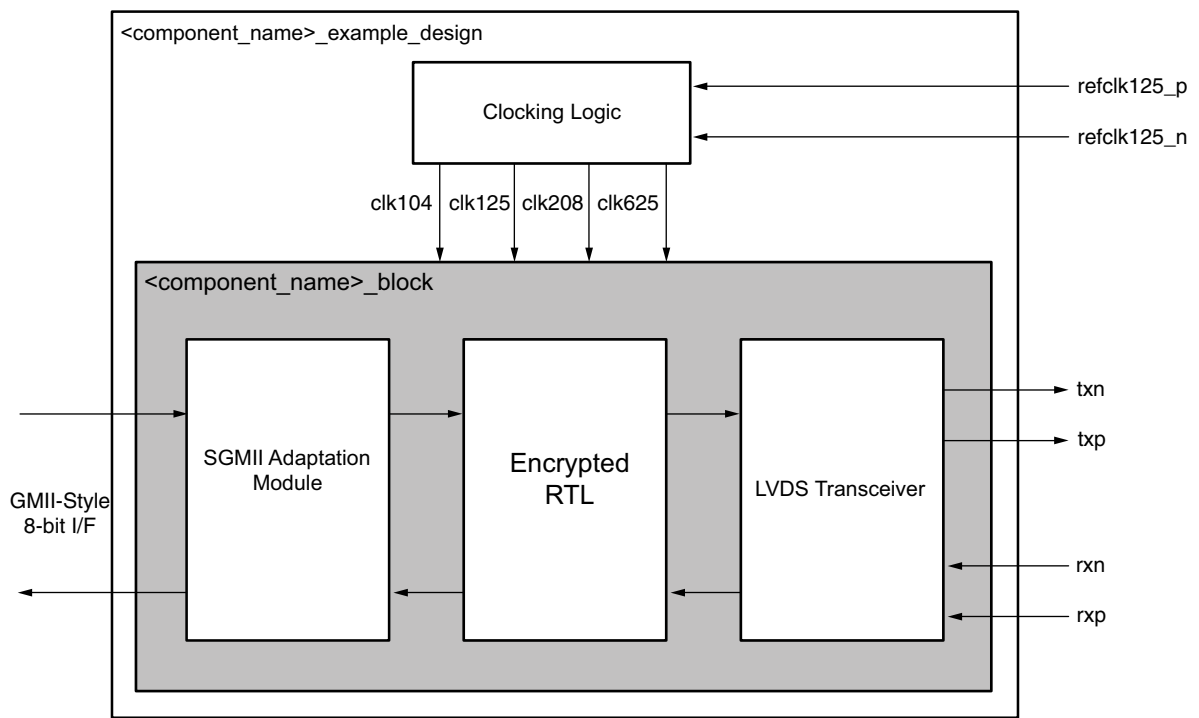 <component_name>_example_design
Clocking Logic
refclk125_p
refclk125_n
clk104
clk125
clk208
clk625
<component_name>_block
SGMII Adaptation
Module
Encrypted
RTL
LVDS Transceiver
GMII-Style
8-bit I/F
txn
txp
rxn
rxp